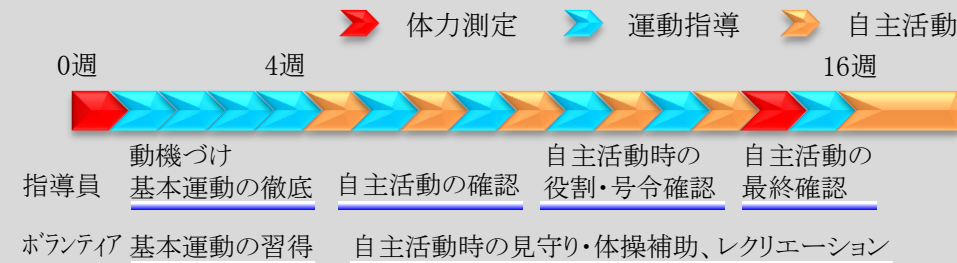 体力測定 運動指導 自主活動
0週 4週 16週
動機づけ 自主活動時の 自主活動の
指導員 基本運動の徹底 自主活動の確認 役割・号令確認 最終確認
ﾎﾞﾗﾝﾃｨｱ 基本運動の習得 自主活動時の見守り・体操補助、レクリエーション